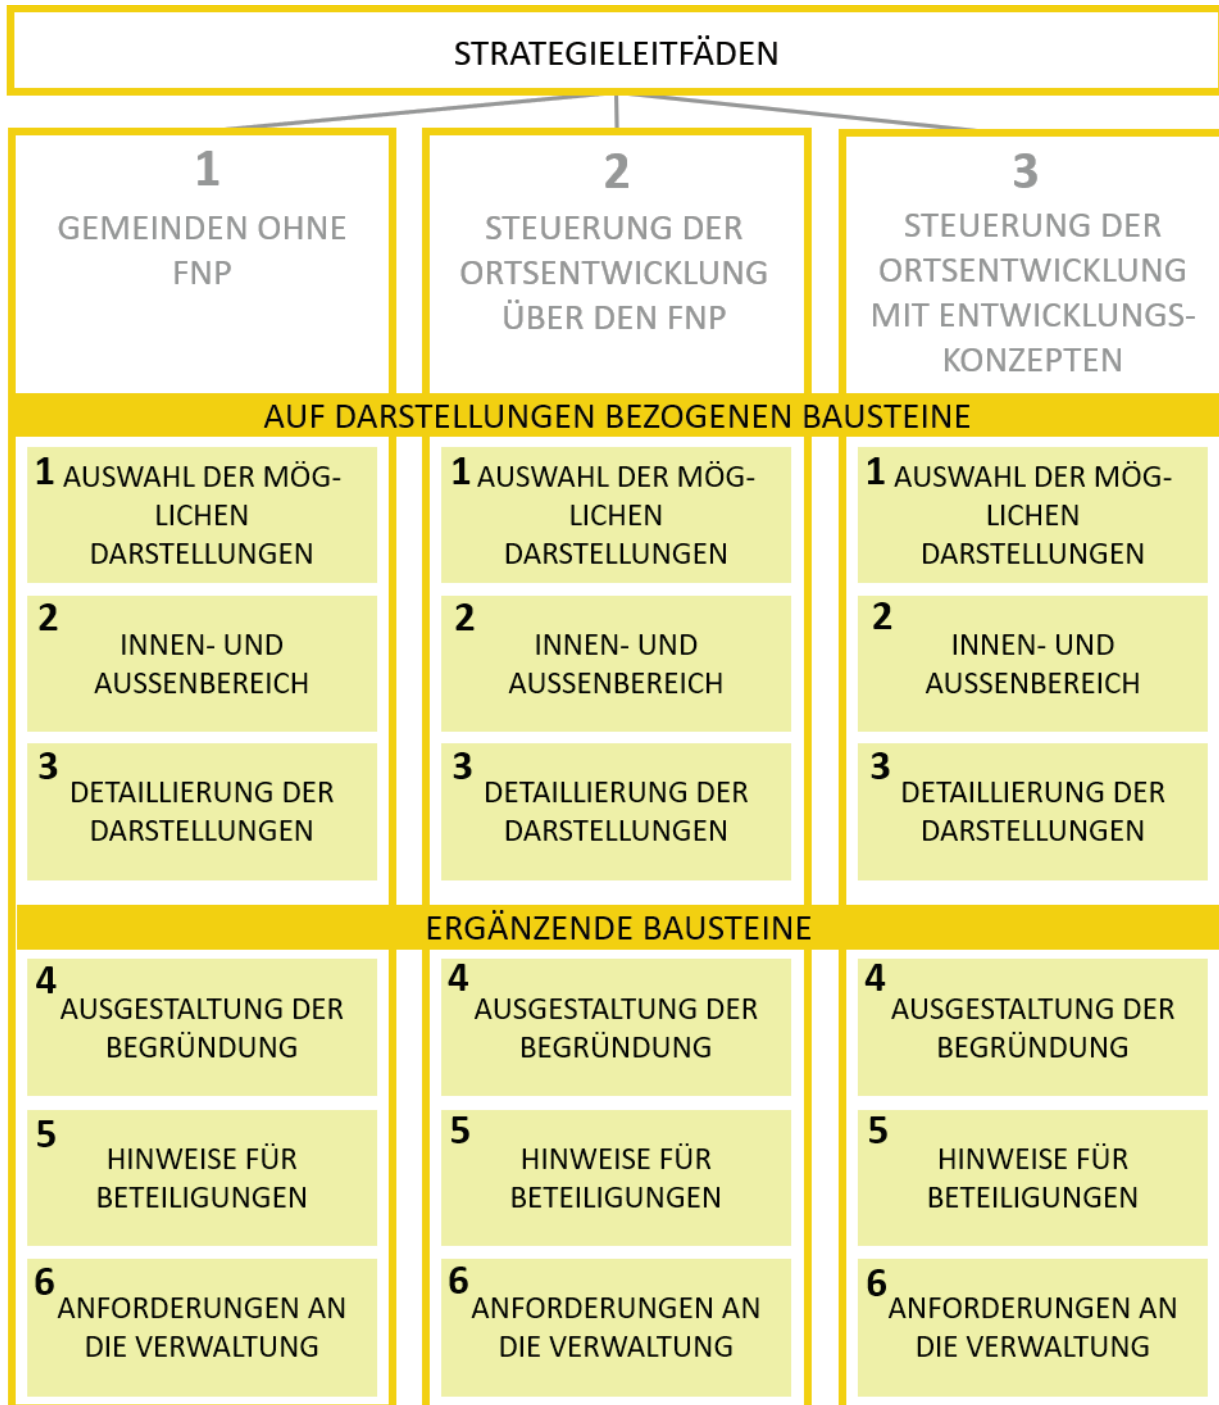 STRATEGIELEITFÄDEN
1
GEMEINDEN OHNE
FNP
2
STEUERUNG DER
ORTSENTWICKLUNG
ÜBER DEN FNP
3
STEUERUNG DER
ORTSENTWICKLUNG
MIT ENTWICKLUNGS-
KONZEPTEN
AUF DARSTELLUNGEN BEZOGENEN BAUSTEINE
1 AUSWAHL DER MÖG-
LICHEN
DARSTELLUNGEN
1 AUSWAHL DER MÖG-
LICHEN
DARSTELLUNGEN
1 AUSWAHL DER MÖG-
LICHEN
DARSTELLUNGEN
2
INNEN- UND
AUSSENBEREICH
2
INNEN- UND
AUSSENBEREICH
2
INNEN- UND
AUSSENBEREICH
3
DETAILLIERUNG DER
DARSTELLUNGEN
3
DETAILLIERUNG DER
DARSTELLUNGEN
3
DETAILLIERUNG DER
DARSTELLUNGEN
ERGÄNZENDE BAUSTEINE
4
AUSGESTALTUNG DER
BEGRÜNDUNG
4
AUSGESTALTUNG DER
BEGRÜNDUNG
4
AUSGESTALTUNG DER
BEGRÜNDUNG
5
HINWEISE FÜR
BETEILIGUNGEN
5
HINWEISE FÜR
BETEILIGUNGEN
5
HINWEISE FÜR
BETEILIGUNGEN
6
ANFORDERUNGEN AN
DIE VERWALTUNG
6
ANFORDERUNGEN AN
DIE VERWALTUNG
6
ANFORDERUNGEN AN
DIE VERWALTUNG